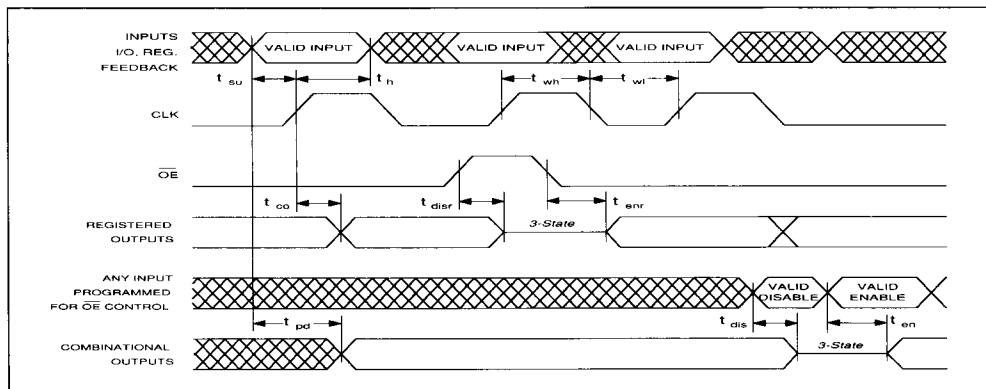 INPUTS
I/O, REG.
FEEDBACK
VALID INPUT
VALID INPUT
VALID INPUT
t su
t h
t wh
t wl
CLK
OE
t co
t disr
t enr
REGISTERED
OUTPUTS
3-State
ANY INPUT
PROGRAMMED
FOR OE CONTROL
VALID
DISABLE
VALID
ENABLE
t pd
t dis
t en
COMBINATIONAL
OUTPUTS
3-State